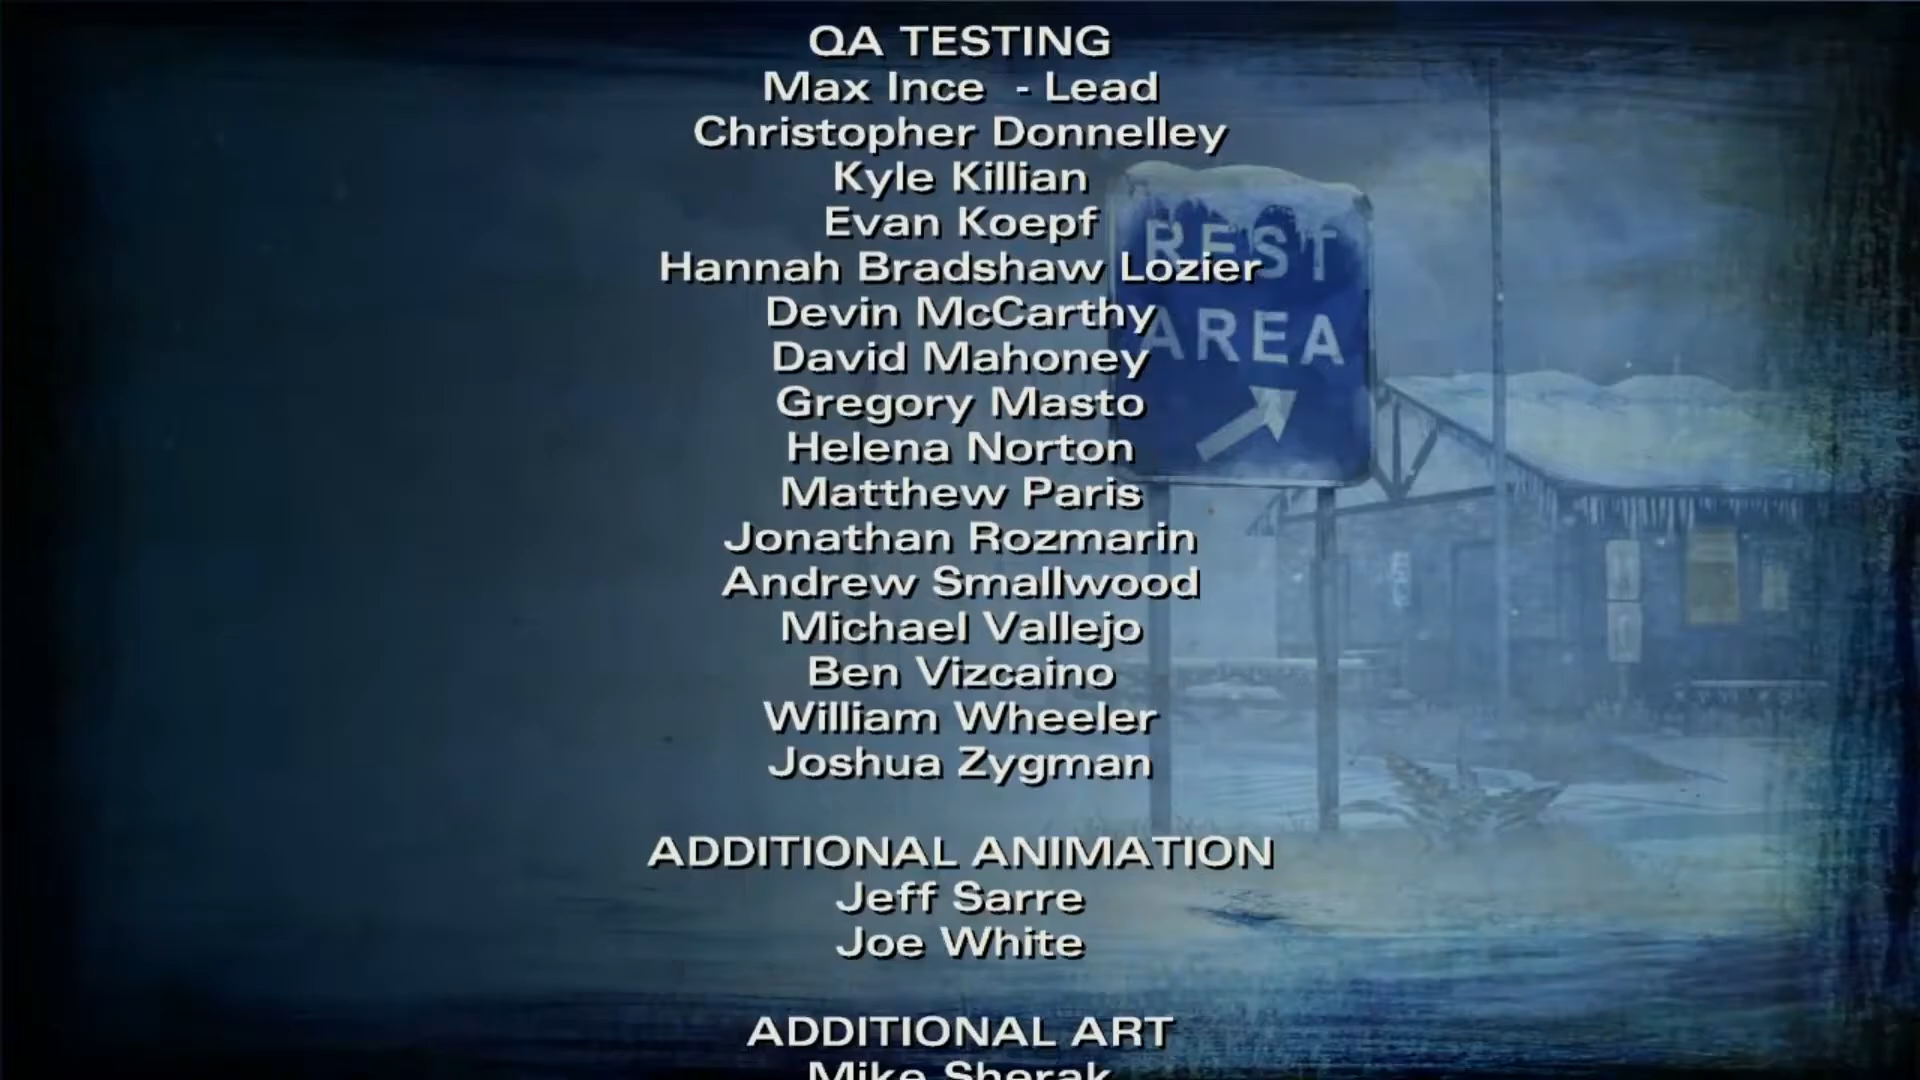 QA TESTING
Max Ince - Lead
Christopher Donnelley
Kyle Killian
Evan Koepf
Hannah Bradshaw Lozier
Devin McCarthy
David Mahoney
Gregory Masto
Helena Norton
Matthew Paris
Jonathan Rozmarin
Andrew Smallwood
Michael Vallejo
Ben Vizcaino
William Wheeler
Joshua Zygman
ADDITIONAL ANIMATION
Jeff Sarre
Joe White
ADDITIONAL ART
Mike Sherak
REST
AREA